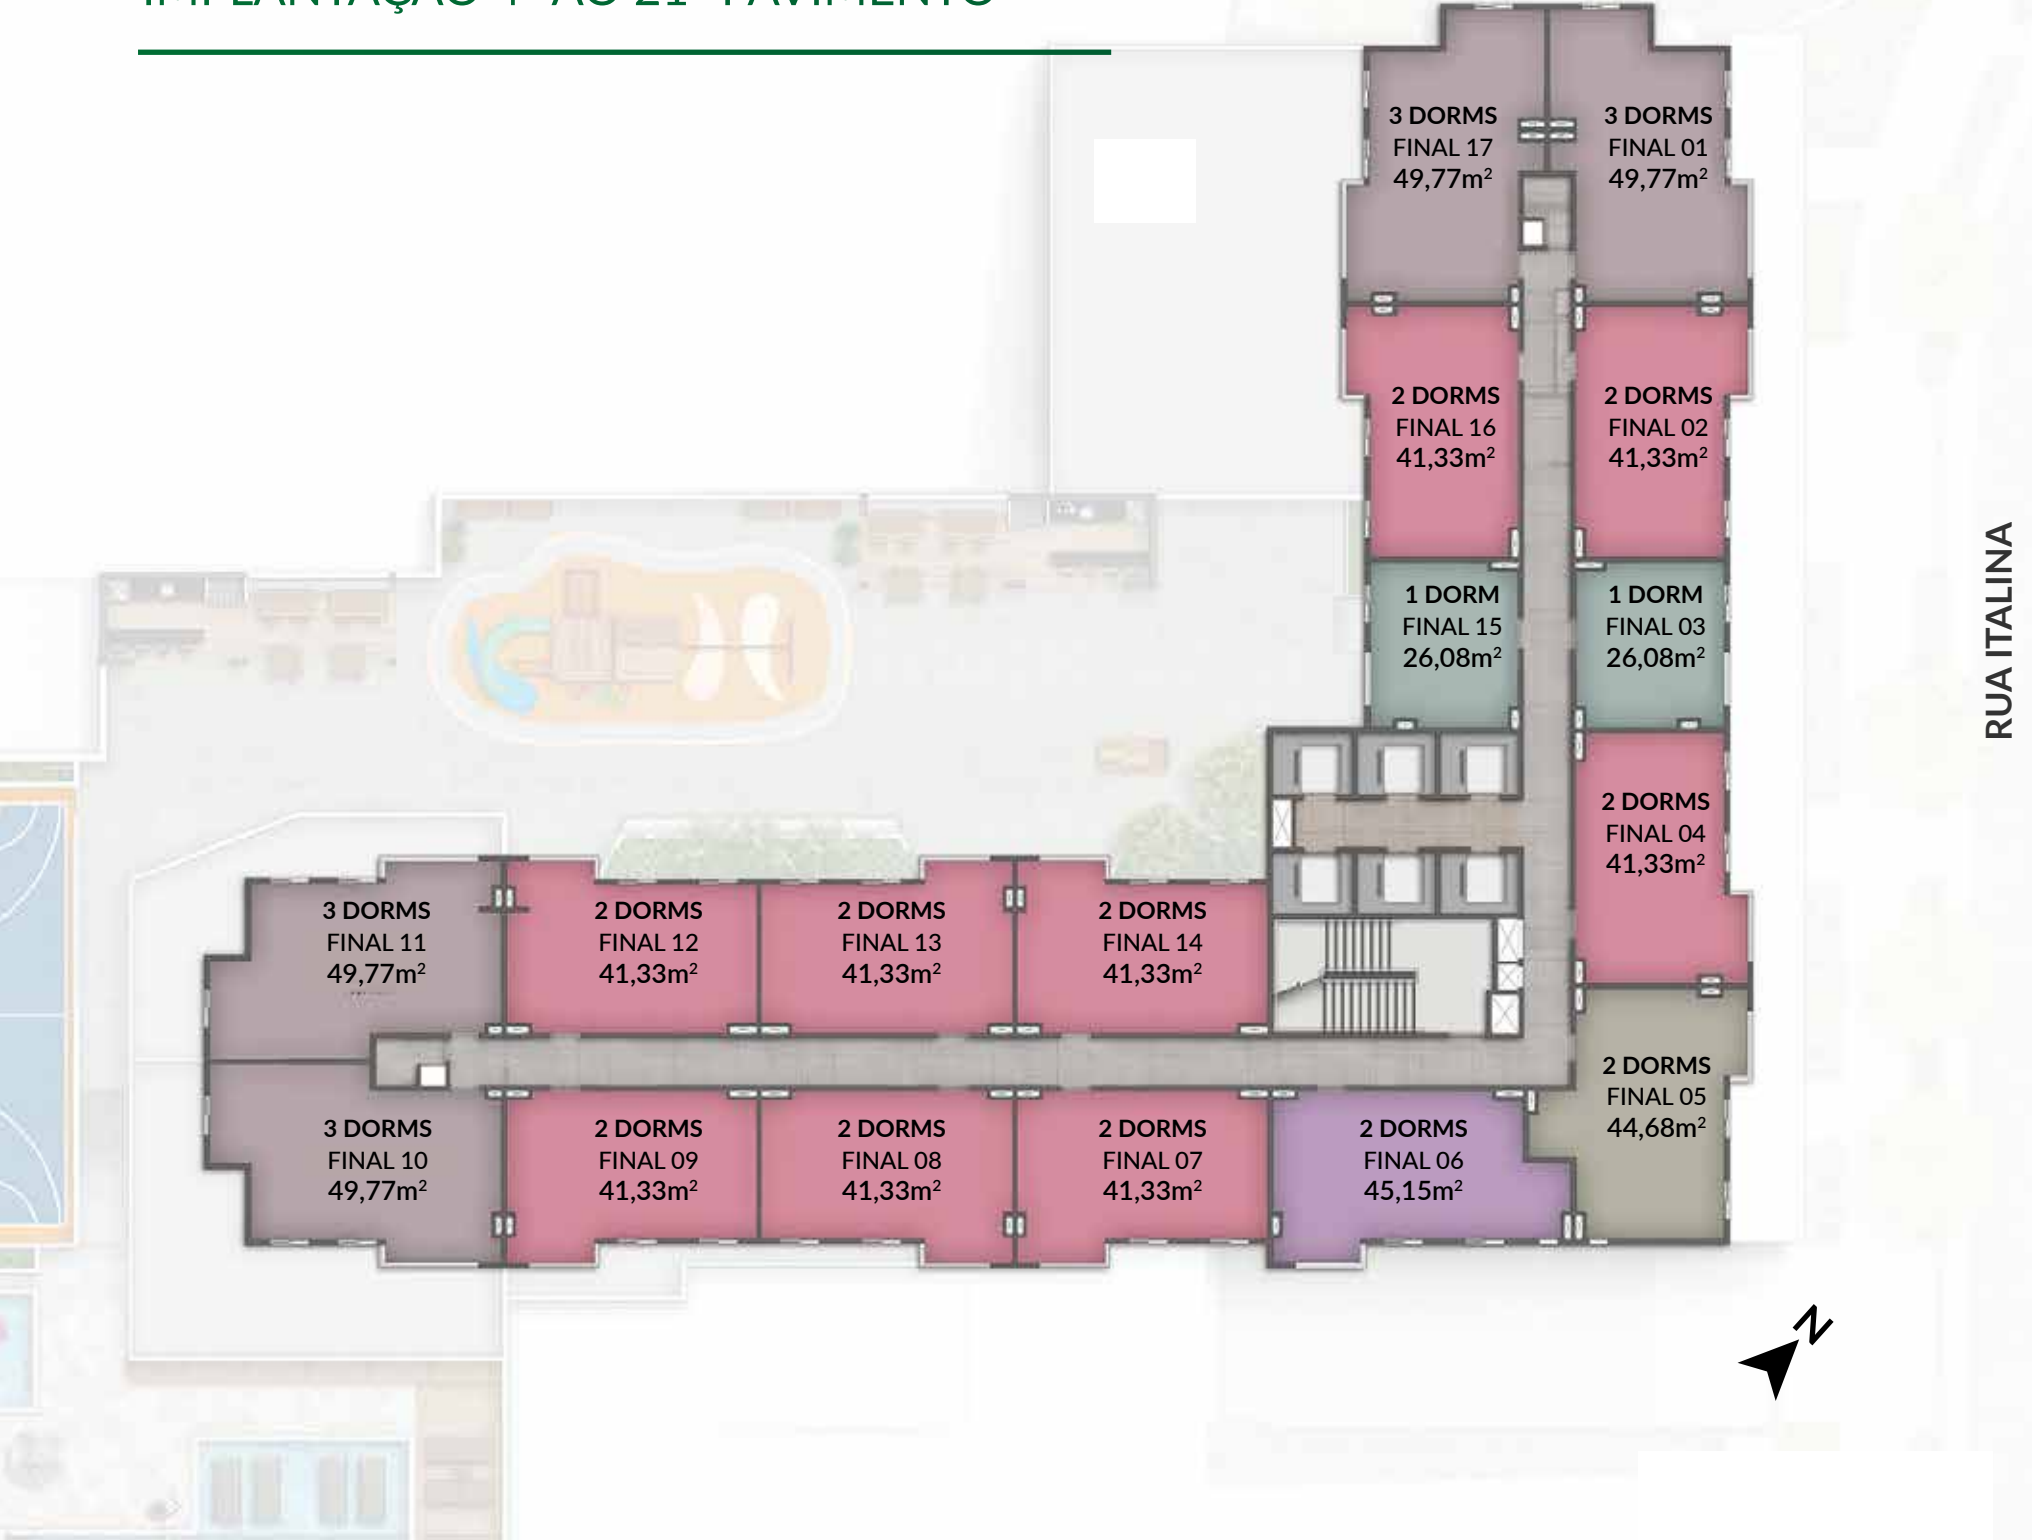 AO 21º PAVIMENTO
3 DORMS
FINAL 17
49,77m²
3 DORMS
FINAL 01
49,77m²
2 DORMS
FINAL 16
41,33m²
2 DORMS
FINAL 02
41,33m²
1 DORM
FINAL 15
26,08m²
1 DORM
FINAL 03
26,08m²
RUA ITALINA
2 DORMS
FINAL 04
41,33m²
3 DORMS
FINAL 11
49,77m²
2 DORMS
FINAL 12
41,33m²
2 DORMS
FINAL 13
41,33m²
2 DORMS
FINAL 14
41,33m²
2 DORMS
FINAL 05
44,68m²
3 DORMS
FINAL 10
49,77m²
2 DORMS
FINAL 09
41,33m²
2 DORMS
FINAL 08
41,33m²
2 DORMS
FINAL 07
41,33m²
2 DORMS
FINAL 06
45,15m²
N